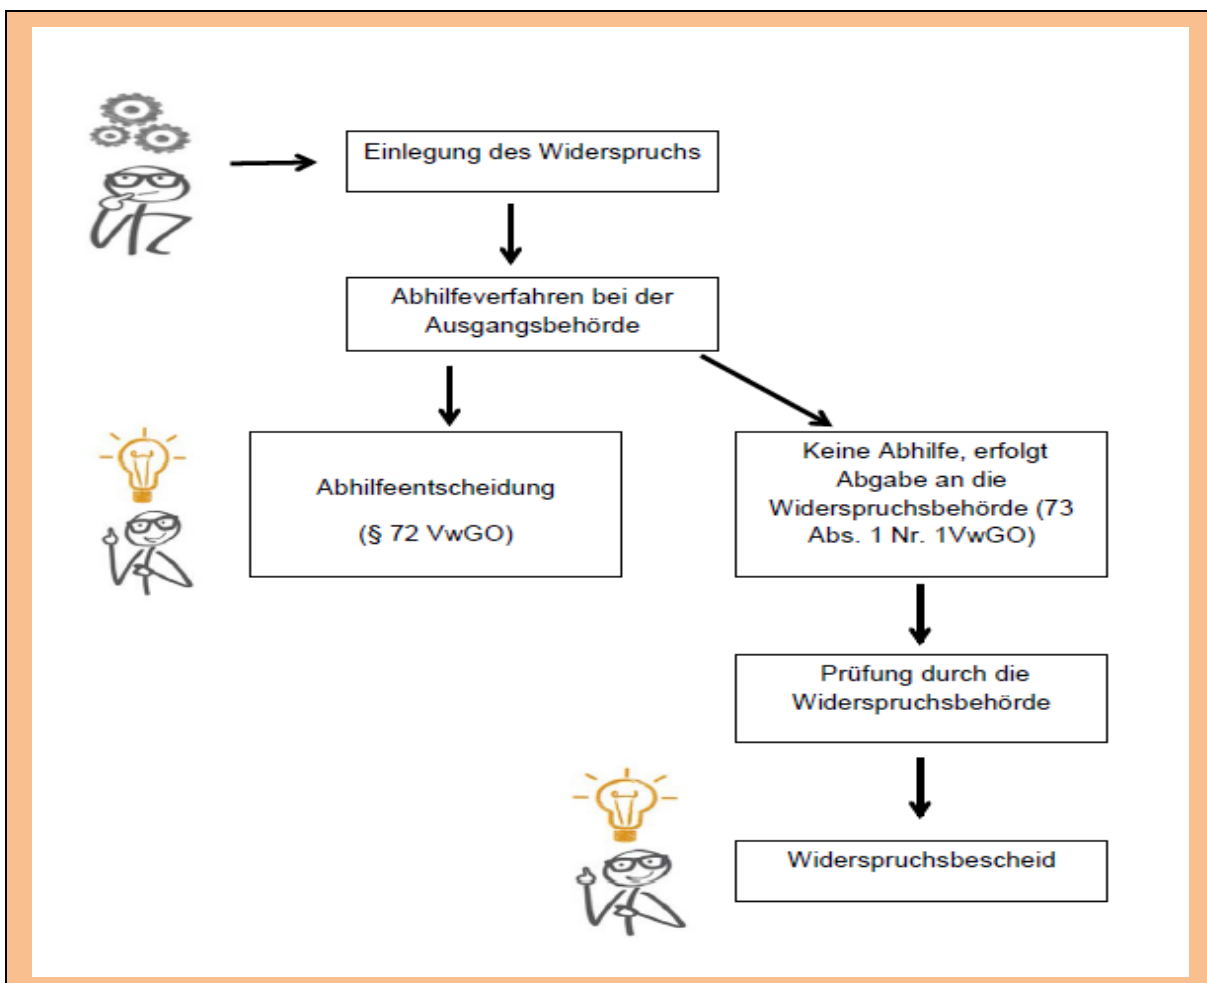 Einlegung des Widerspruchs
Abhilfeverfahren bei der
Ausgangsbehörde
Abhilfeentscheidung
(§ 72 VwGO)
Keine Abhilfe, erfolgt
Abgabe an die
Widerspruchsbehörde (73
Abs. 1 Nr. 1VwGO)
Prüfung durch die
Widerspruchsbehörde
Widerspruchsbescheid